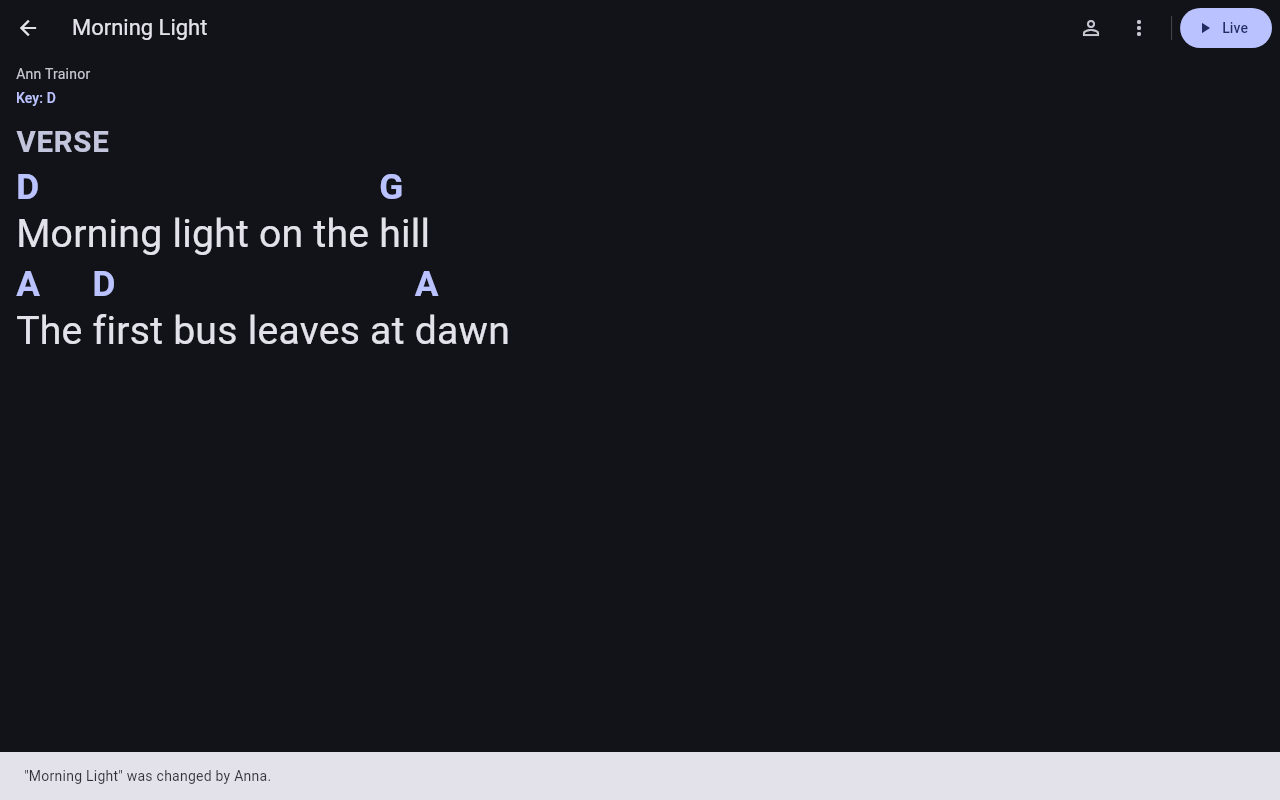 Morning Light
Live
Ann Trainor
Key: D
VERSE
D G
Morning light on the hill
A D A
The first bus leaves at dawn
"Morning Light" was changed by Anna.